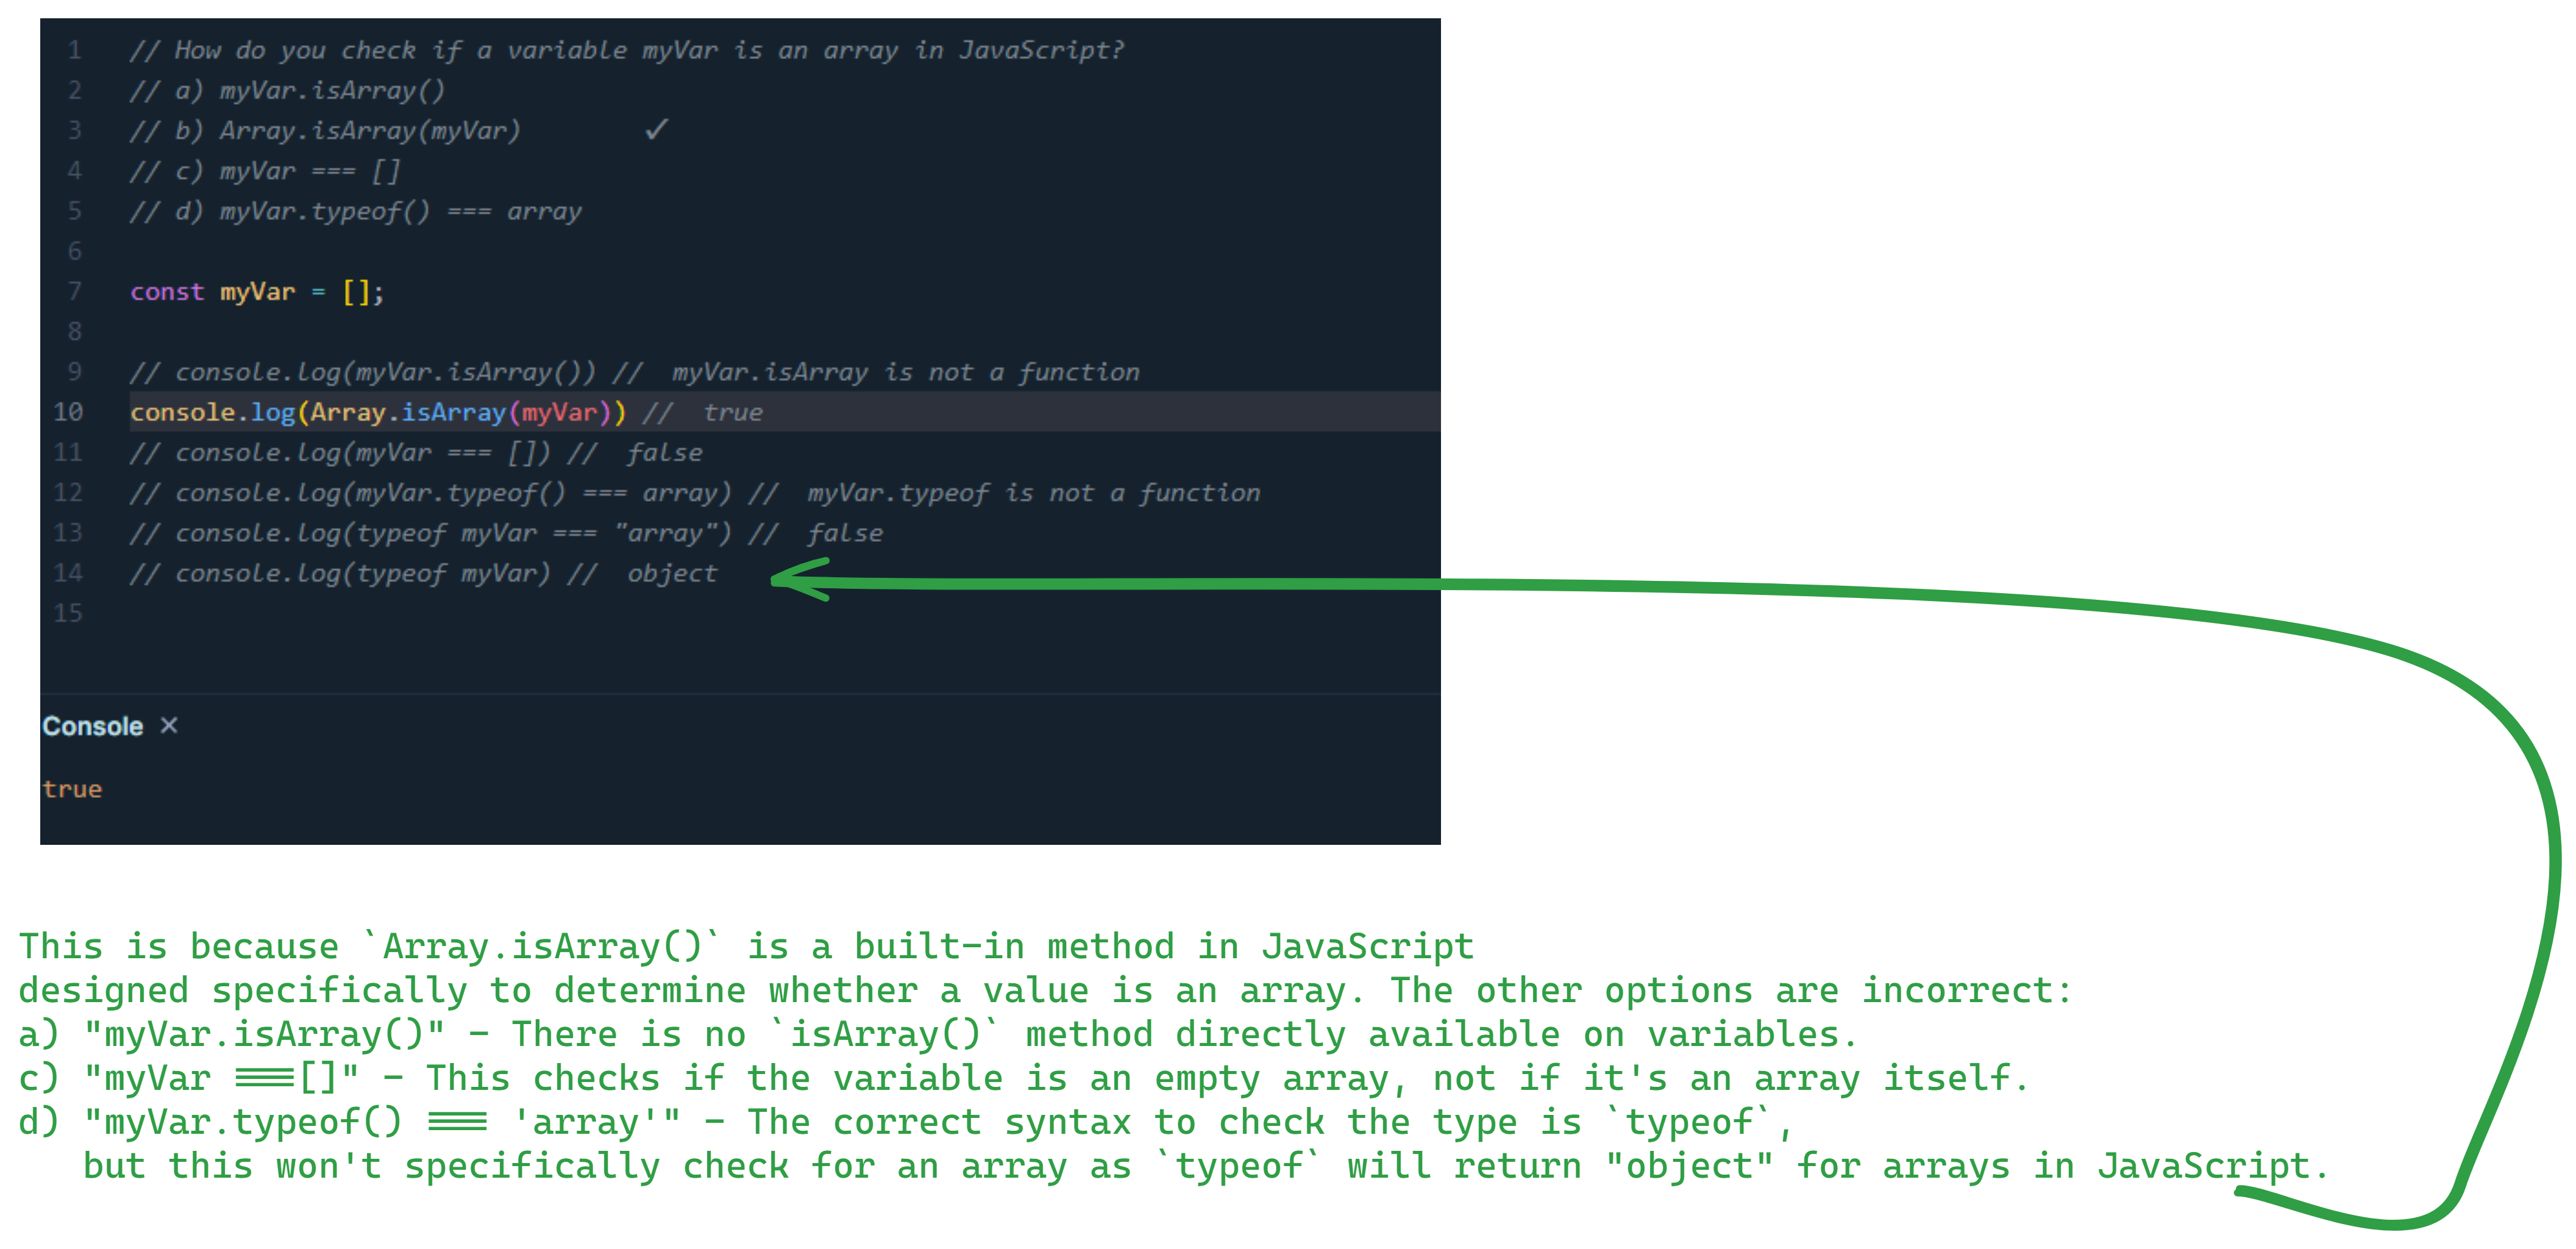 1 // How do you check if a variable myVar is an array in JavaScript?
2 // a) myVar.isArray()
3 // b) Array.isArray(myVar) ✓
4 // c) myVar === []
5 // d) myVar.typeof() === array
6
7 const myVar = [];
8
9 // console.log(myVar.isArray()) // myVar.isArray is not a function
10 console.log(Array.isArray(myVar)) // true
11 // console.log(myVar === []) // false
12 // console.log(myVar.typeof() === array) // myVar.typeof is not a function
13 // console.log(typeof myVar === "array") // false
14 // console.log(typeof myVar) // object
15
Console ×
true
This is because `Array.isArray()` is a built-in method in JavaScript
designed specifically to determine whether a value is an array. The other options are incorrect:
a) "myVar.isArray()" - There is no `isArray()` method directly available on variables.
c) "myVar ===[]" - This checks if the variable is an empty array, not if it's an array itself.
d) "myVar.typeof() === 'array'" - The correct syntax to check the type is `typeof`,
but this won't specifically check for an array as `typeof` will return "object" for arrays in JavaScript.